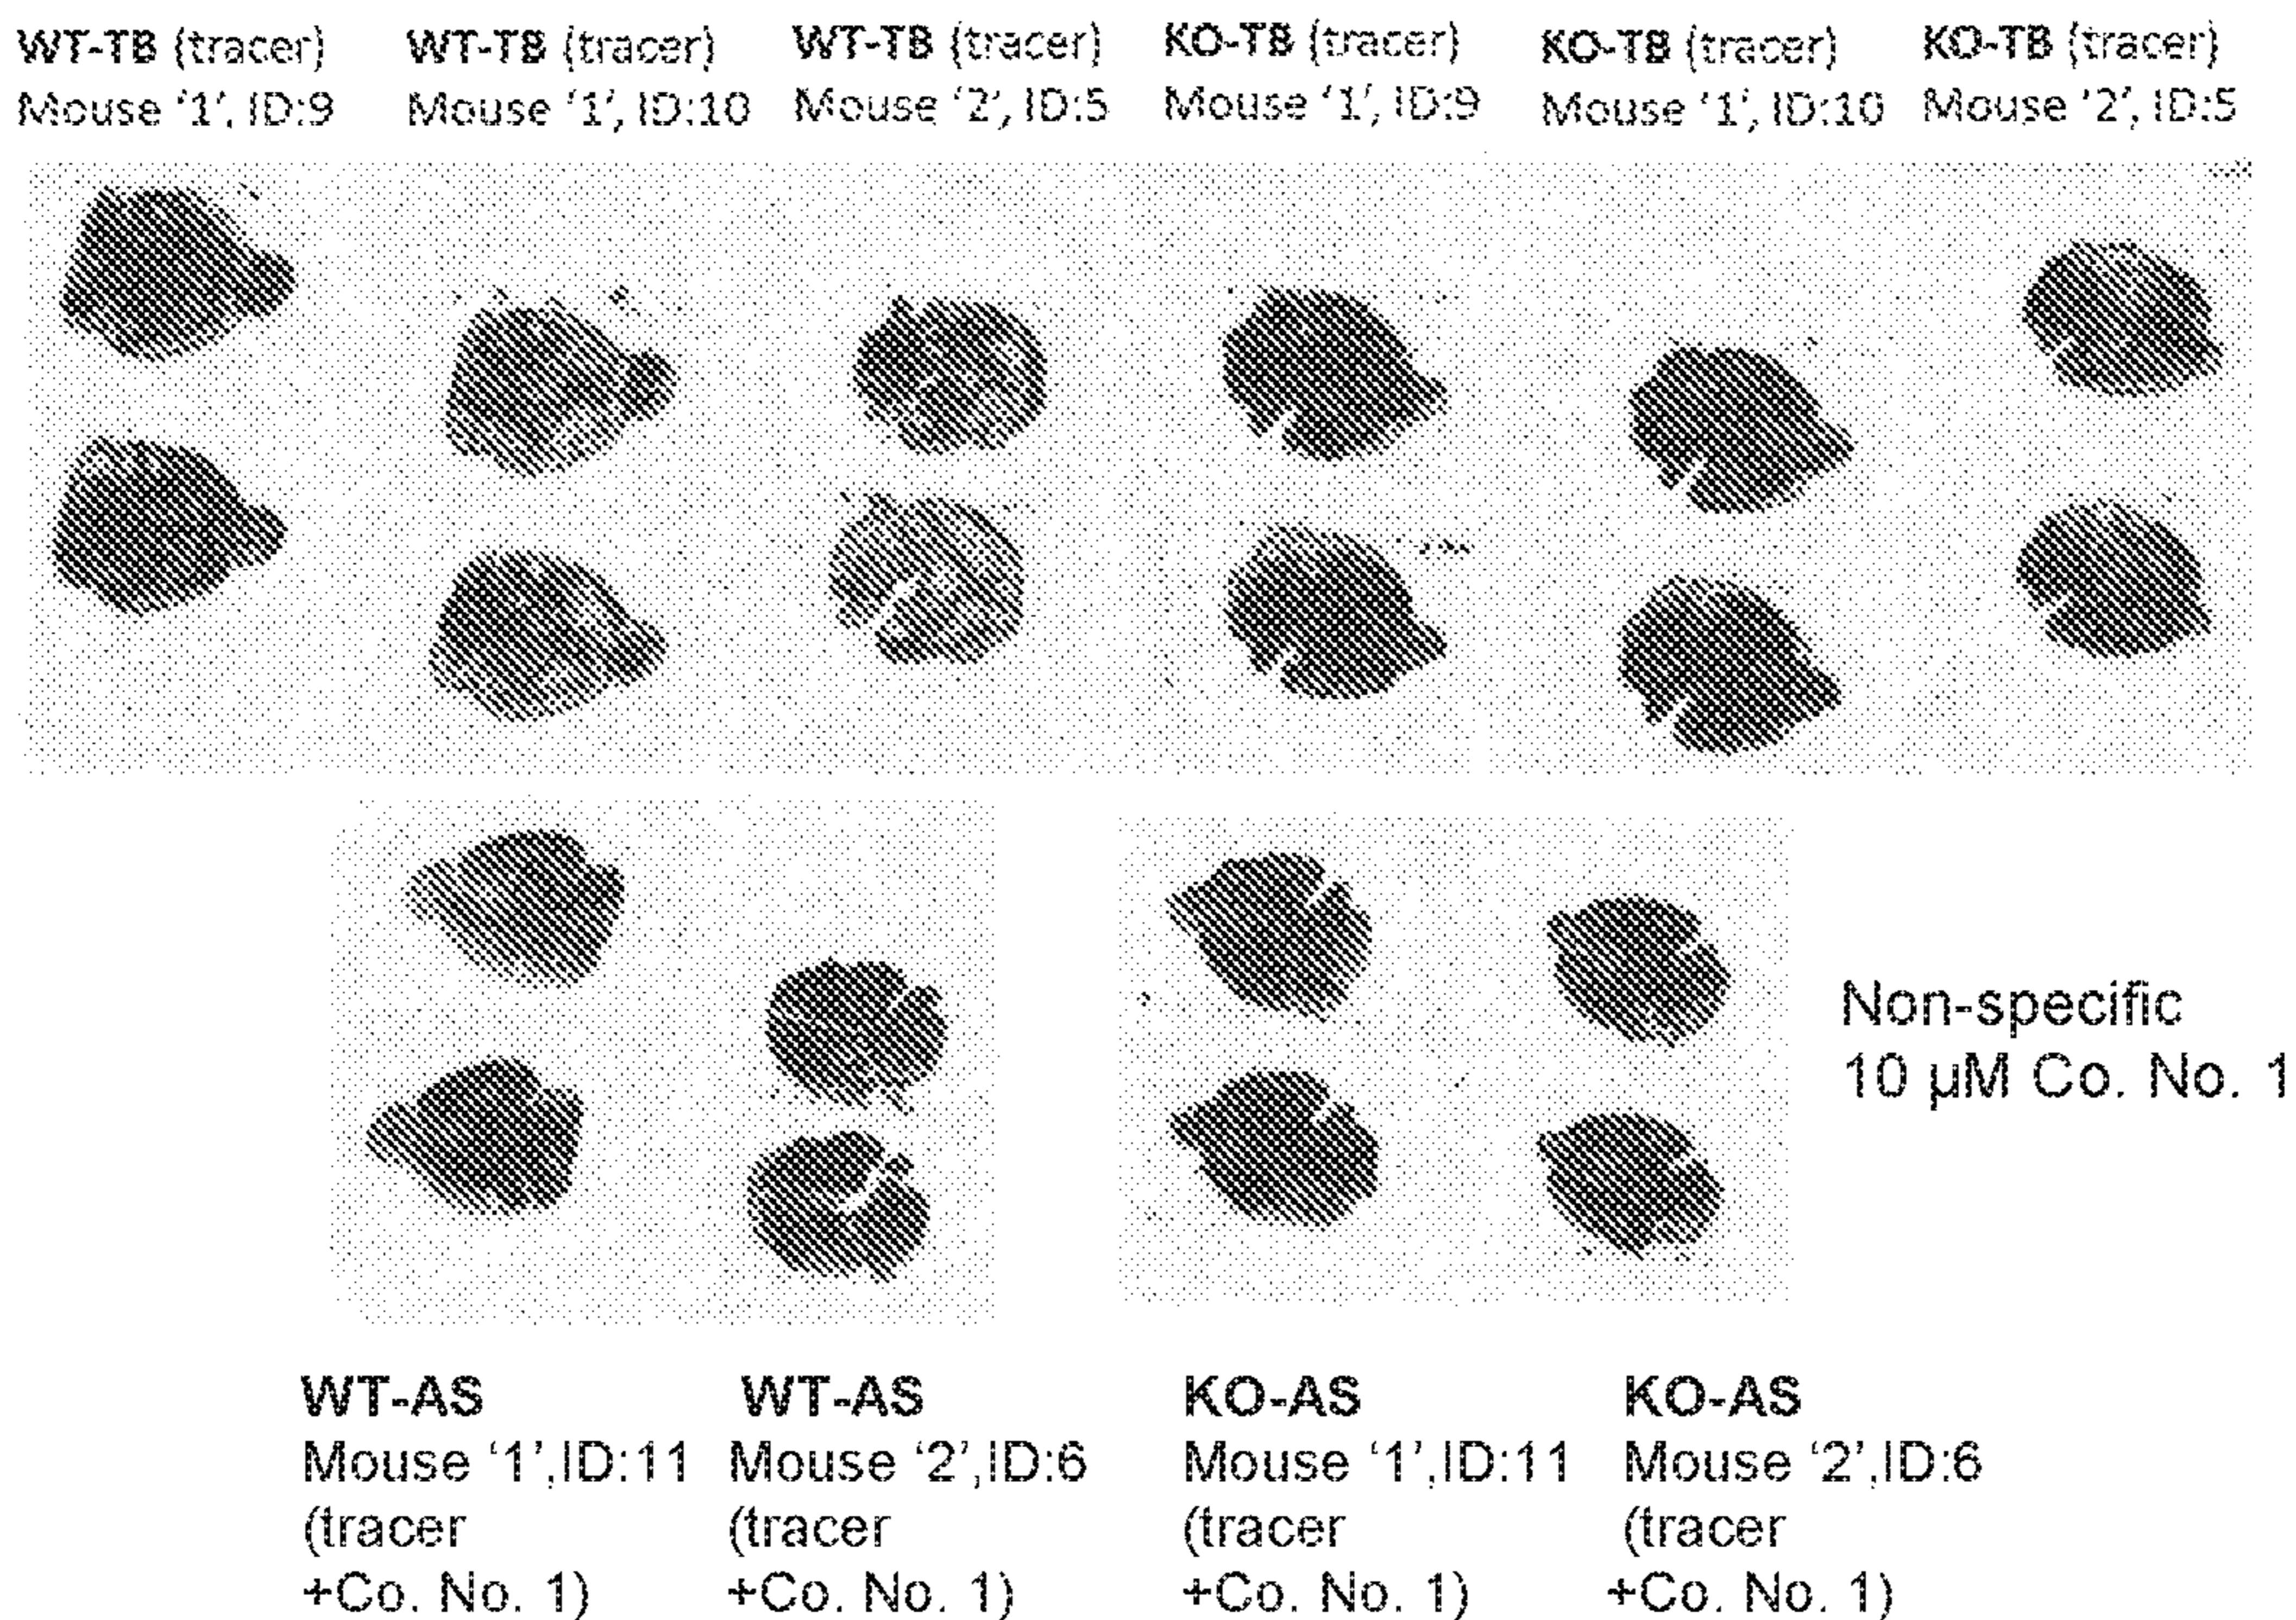 WT-TB (tracer)
Mouse ‘1’, ID:9
WT-TB (tracer)
Mouse ‘1’, ID:10
WT-TB (tracer)
Mouse ‘2’, ID:5
KO-TB (tracer)
Mouse ‘1’, ID:9
KO-TB (tracer)
Mouse ‘1’, ID:10
KO-TB (tracer)
Mouse ‘2’, ID:5
Non-specific
10 µM Co. No. 1
WT-AS
Mouse ‘1’,ID:11
(tracer
+Co. No. 1)
WT-AS
Mouse ‘2’,ID:6
(tracer
+Co. No. 1)
KO-AS
Mouse ‘1’,ID:11
(tracer
+Co. No. 1)
KO-AS
Mouse ‘2’,ID:6
(tracer
+Co. No. 1)